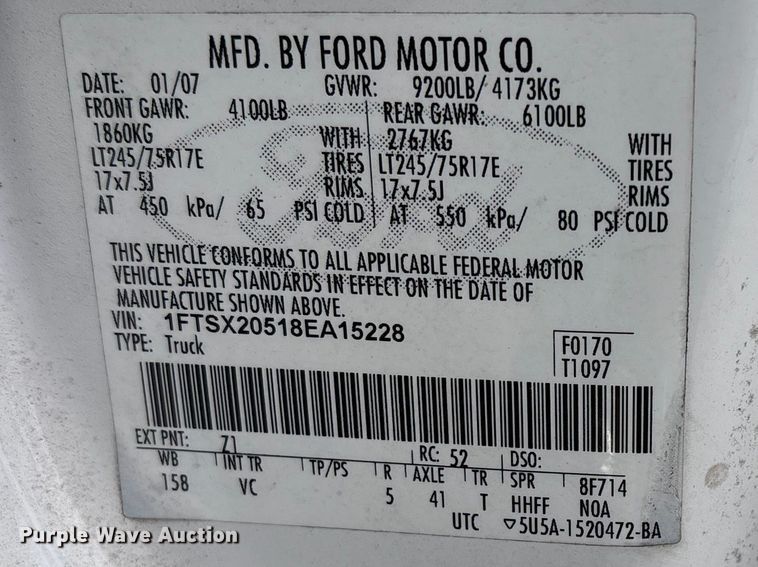 MFD. BY FORD MOTOR CO.
DATE: 01/07 GVWR: 9200LB/ 4173KG
FRONT GAWR: 4100LB REAR GAWR: 6100LB
1860KG WITH 2767KG WITH
LT245/75R17E TIRES LT245/75R17E TIRES
17x7.5J RIMS 17x7.5J RIMS
AT 450 kPa/ 65 PSI COLD AT 550 kPa/ 80 PSI COLD
Ford
THIS VEHICLE CONFORMS TO ALL APPLICABLE FEDERAL MOTOR
VEHICLE SAFETY STANDARDS IN EFFECT ON THE DATE OF
MANUFACTURE SHOWN ABOVE.
VIN: 1FTSX20518EA15228
TYPE: Truck
F0170
T1097
EXT PNT: Z1 RC: 52 DSO:
WB INT TR TP/PS R AXLE TR SPR 8F714
158 VC 5 41 T HHFF NOA
UTC ▽5U5A-1520472-BA
Purple Wave Auction